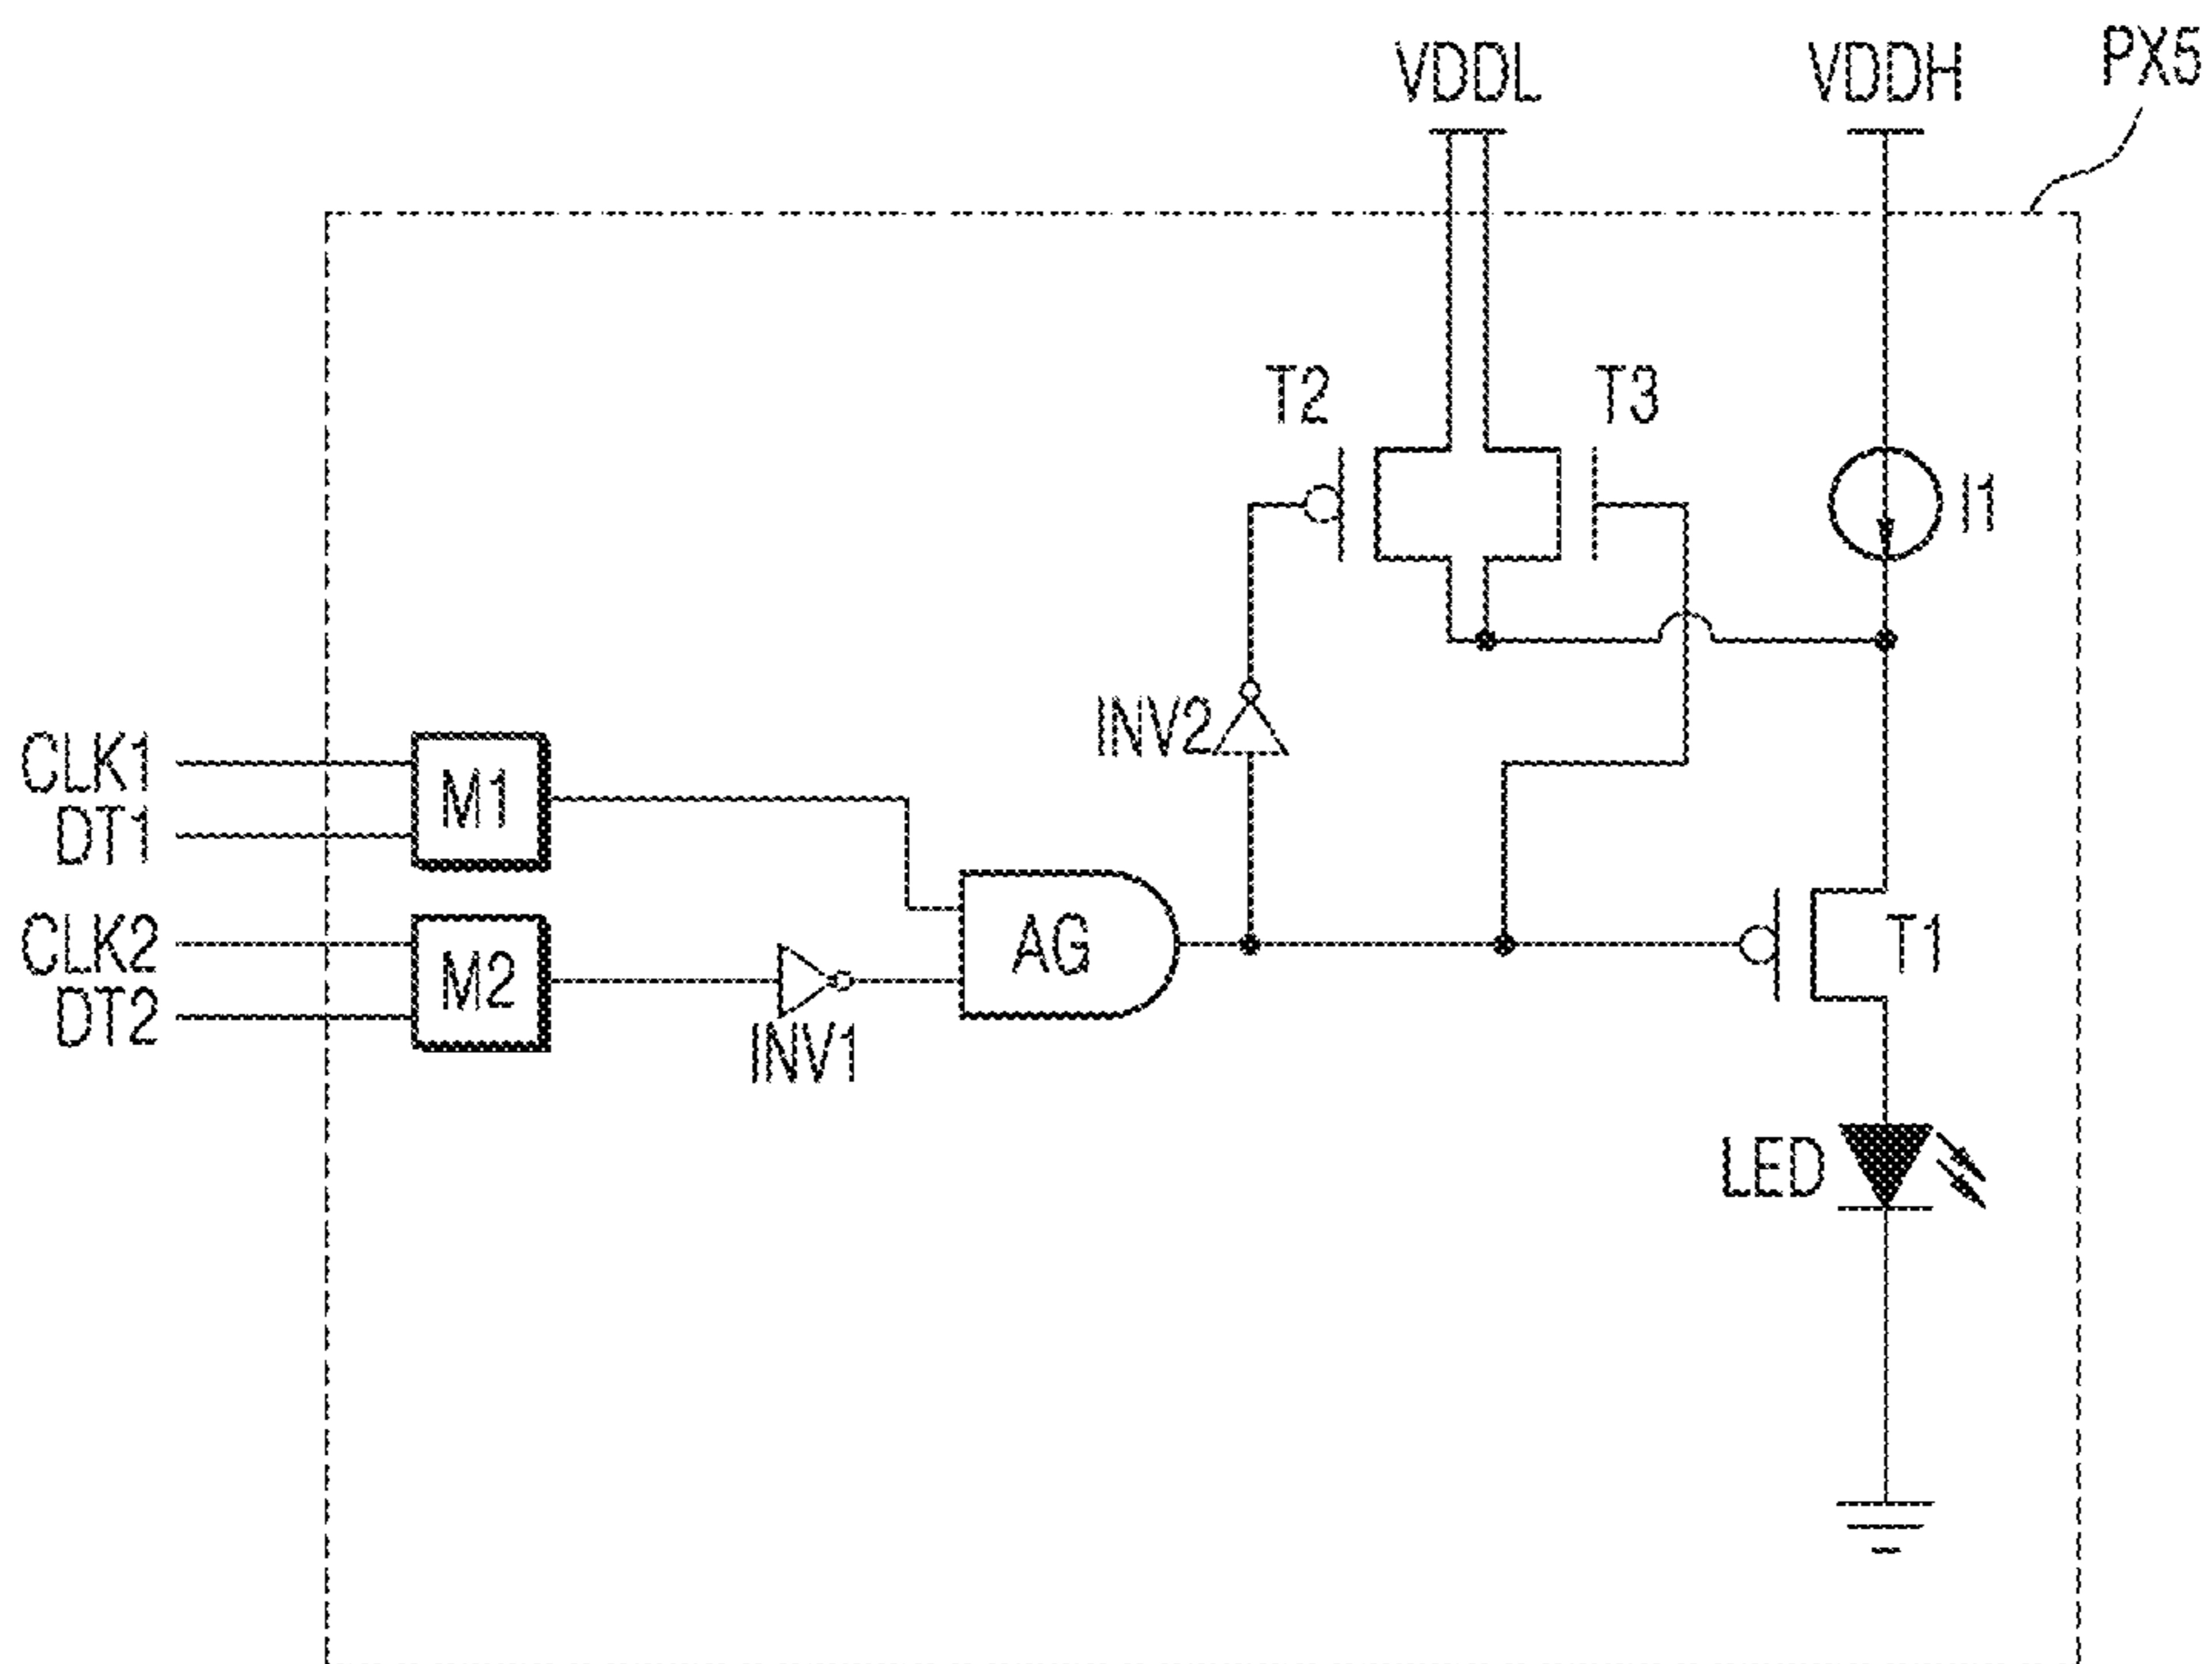 VDDL
VDDH
PX5
T2
T3
I1
INV2
CLK1
DT1
M1
CLK2
DT2
M2
INV1
AG
T1
LED